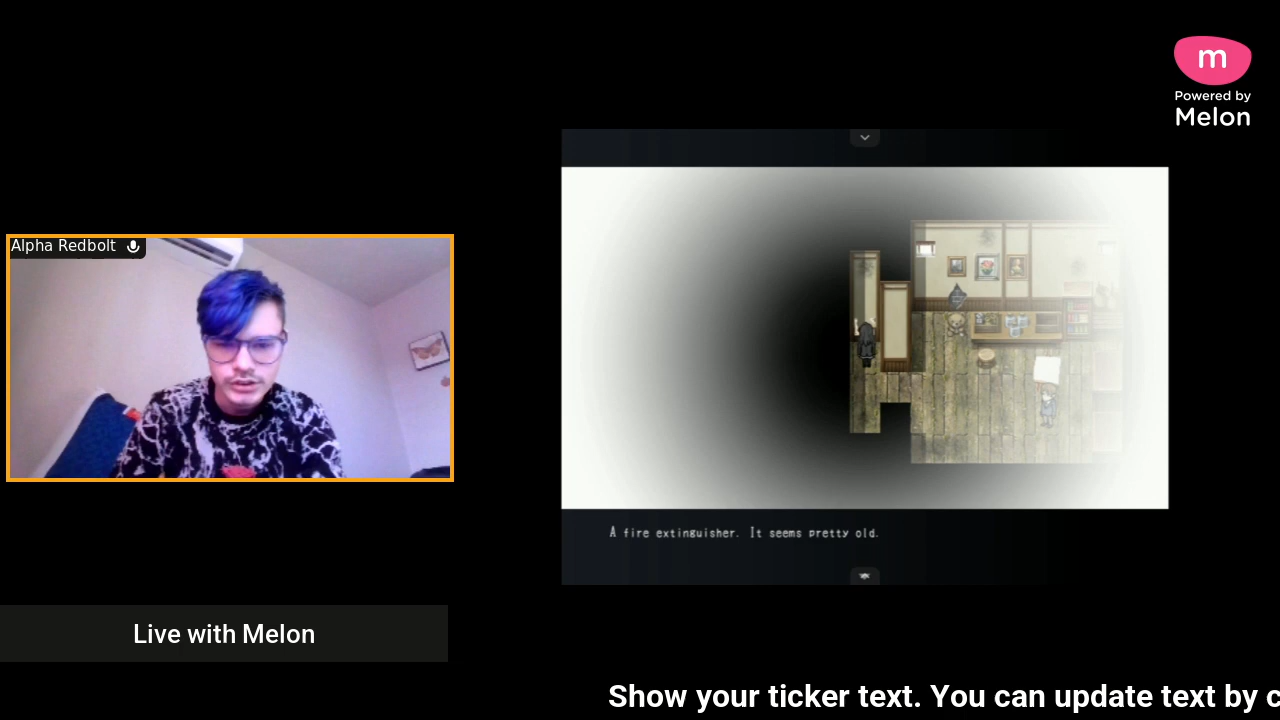 m
Powered by
Melon
Alpha Redbolt
A fire extinguisher. It seems pretty old.
Live with Melon
Show your ticker text. You can update text by c